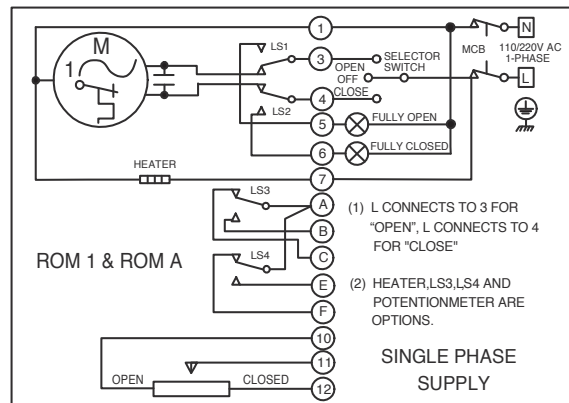 M
1
1
N
LS1
3
SELECTOR
SWITCH
MCB
110/220V AC
1-PHASE
OPEN
OFF
L
4
CLOSE
LS2
5
FULLY OPEN
6
FULLY CLOSED
HEATER
7
LS3
A
B
C
(1) L CONNECTS TO 3 FOR
“OPEN”, L CONNECTS TO 4
FOR "CLOSE"
ROM 1 & ROM A
LS4
E
F
(2) HEATER,LS3,LS4 AND
POTENTIONMETER ARE
OPTIONS.
10
11
OPEN
CLOSED
12
SINGLE PHASE
SUPPLY